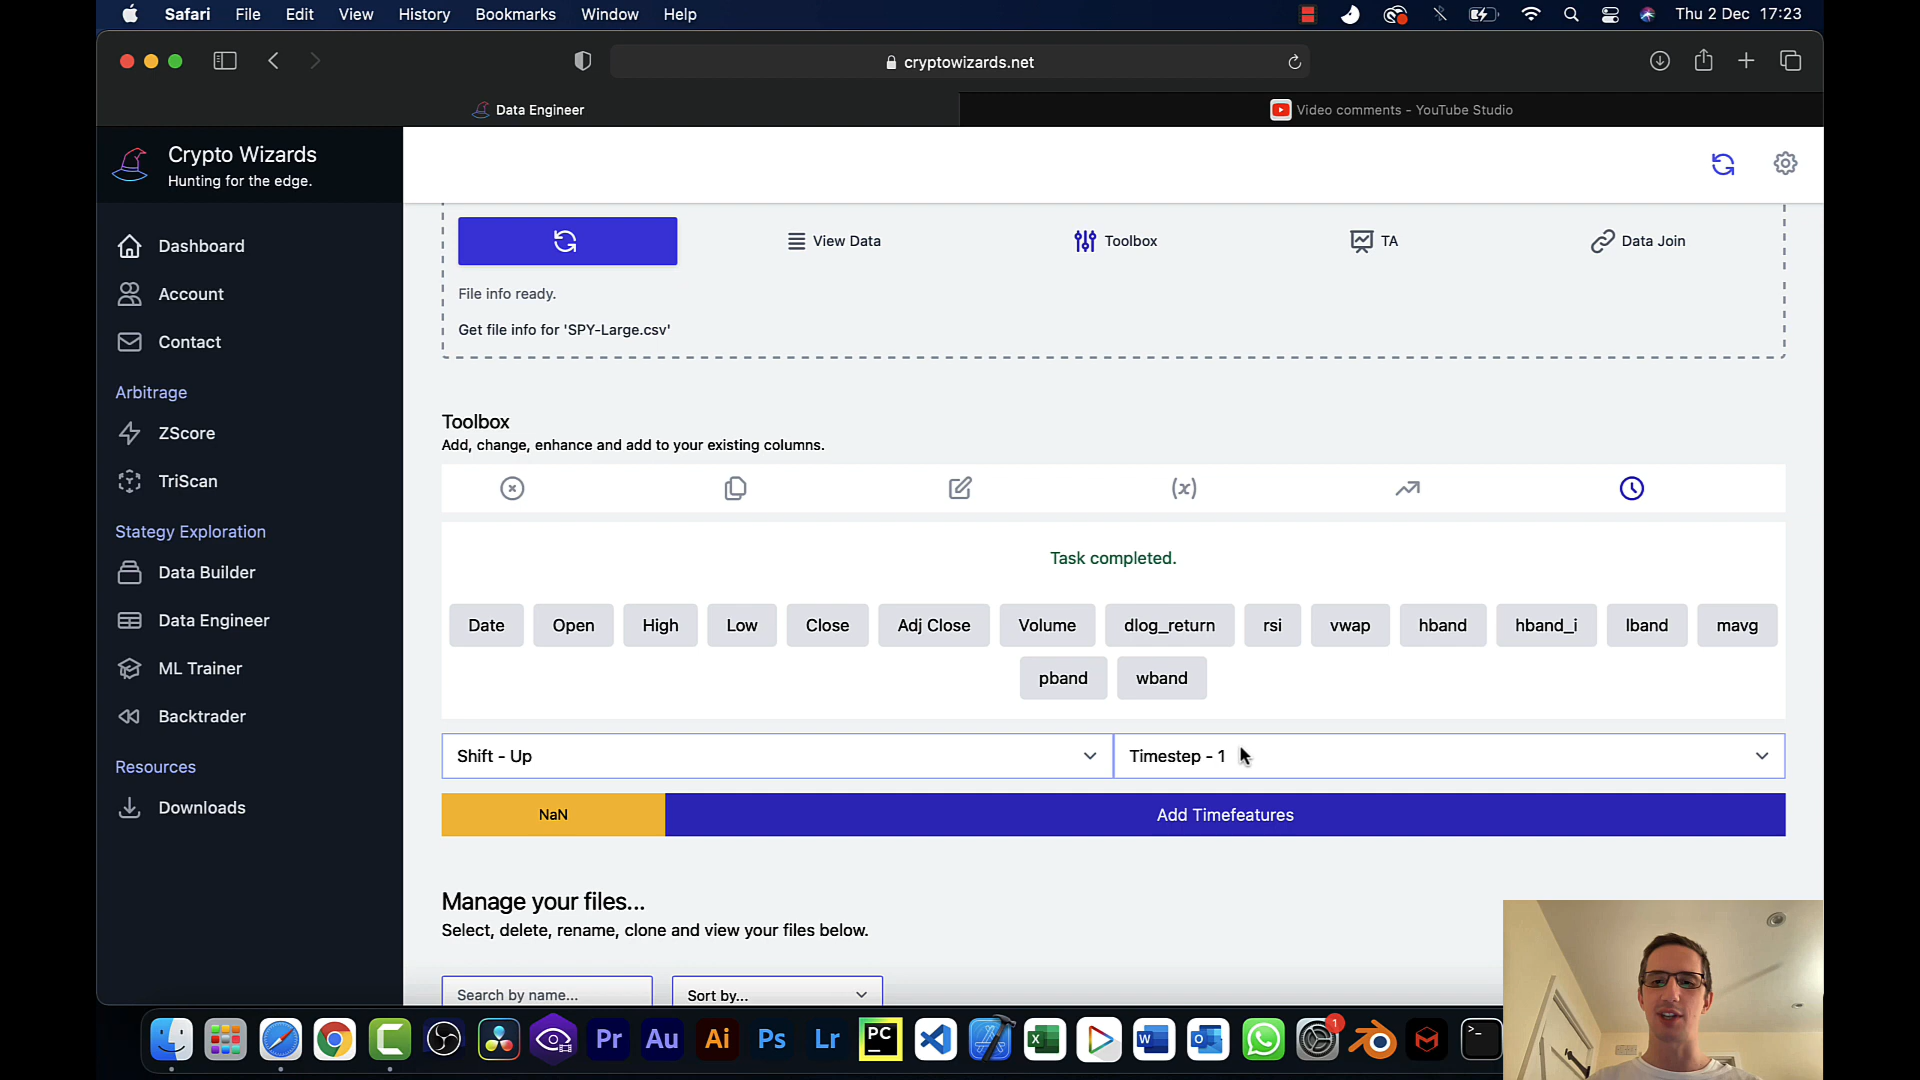 Safari File Edit View History Bookmarks Window Help
Thu 2 Dec 17:23
cryptowizards.net
Data Engineer
Video comments - YouTube Studio
Crypto Wizards
Hunting for the edge.
Dashboard
Account
Contact
Arbitrage
ZScore
TriScan
Stategy Exploration
Data Builder
Data Engineer
ML Trainer
Backtrader
Resources
Downloads
View Data
Toolbox
TA
Data Join
File info ready.
Get file info for 'SPY-Large.csv'
Toolbox
Add, change, enhance and add to your existing columns.
(x)
Task completed.
Date Open High Low Close Adj Close Volume dlog_return rsi vwap hband hband_i lband mavg
pband wband
Shift - Up
Timestep - 1
NaN
Add Timefeatures
Manage your files...
Select, delete, rename, clone and view your files below.
Search by name...
Sort by...
Pr Au Ai Ps Lr PC X W O 1